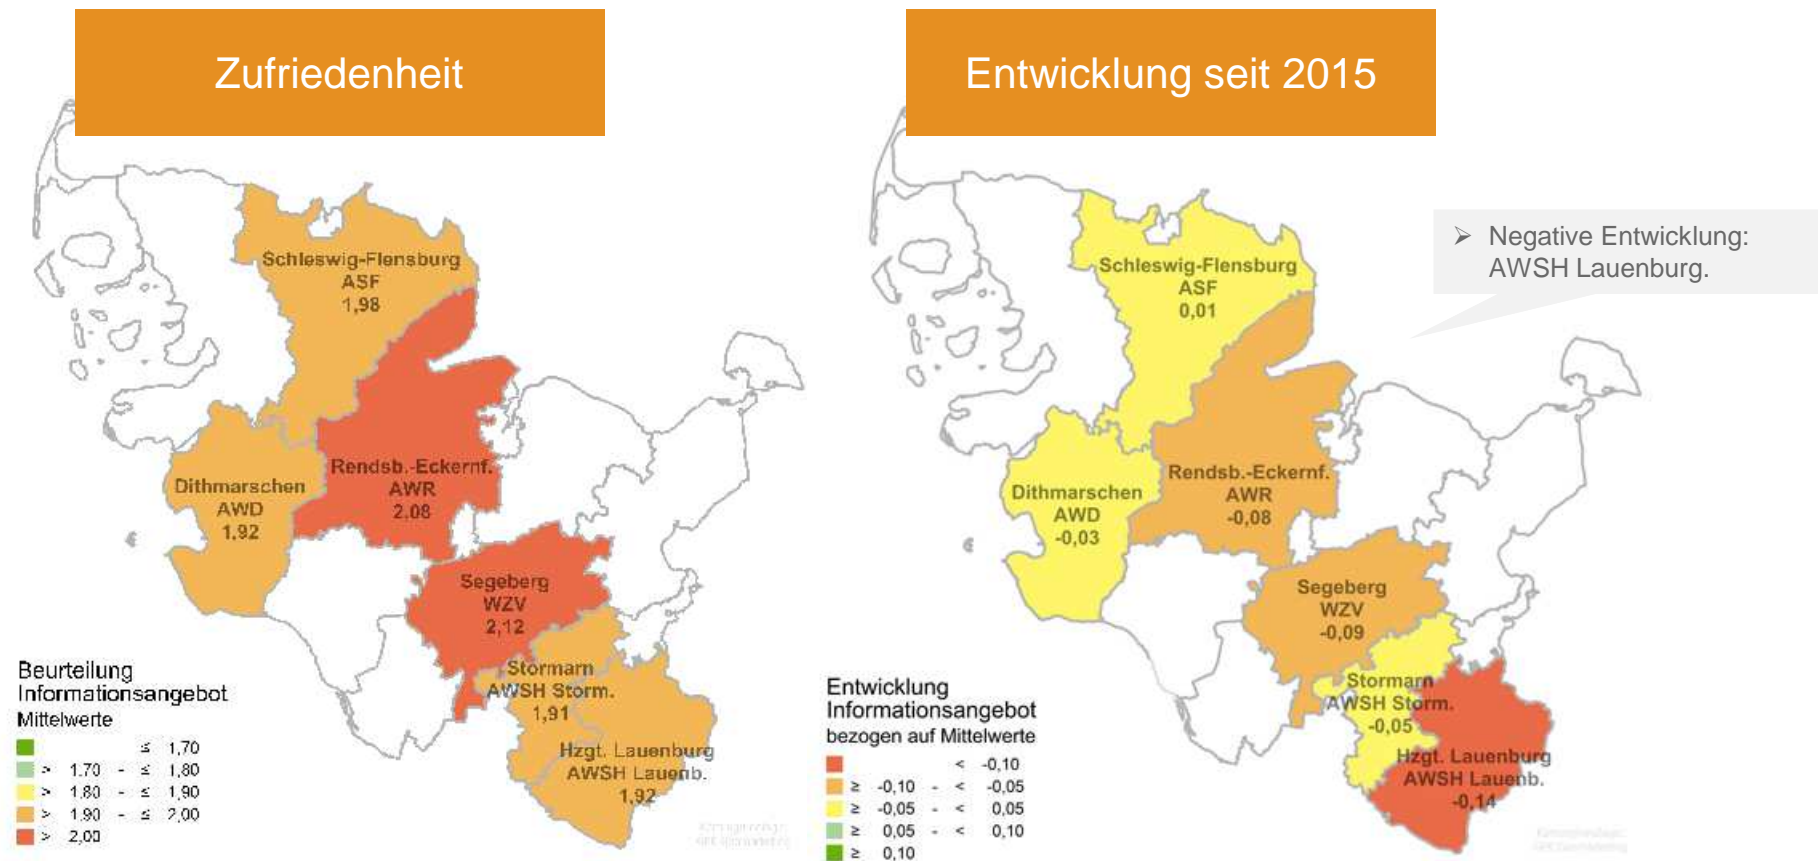 Zufriedenheit
Schleswig-Flensburg
ASF
1,98
Rendsb.-Eckernf.
AWR
2,08
Dithmarschen
AWD
1,92
Segeberg
WZV
2,12
Stormarn
AWSH Storm.
1,91
Hzgt. Lauenburg
AWSH Lauenb.
1,92
Beurteilung
Informationsangebot
Mittelwerte
≤ 1,70
> 1,70 - ≤ 1,80
> 1,80 - ≤ 1,90
> 1,90 - ≤ 2,00
> 2,00
Entwicklung seit 2015
➢ Negative Entwicklung:
AWSH Lauenburg.
Schleswig-Flensburg
ASF
0,01
Rendsb.-Eckernf.
AWR
-0,08
Dithmarschen
AWD
-0,03
Segeberg
WZV
-0,09
Stormarn
AWSH Storm.
-0,05
Hzgt. Lauenburg
AWSH Lauenb.
-0,14
Entwicklung
Informationsangebot
bezogen auf Mittelwerte
< -0,10
≥ -0,10 - < -0,05
≥ -0,05 - < 0,05
≥ 0,05 - < 0,10
≥ 0,10